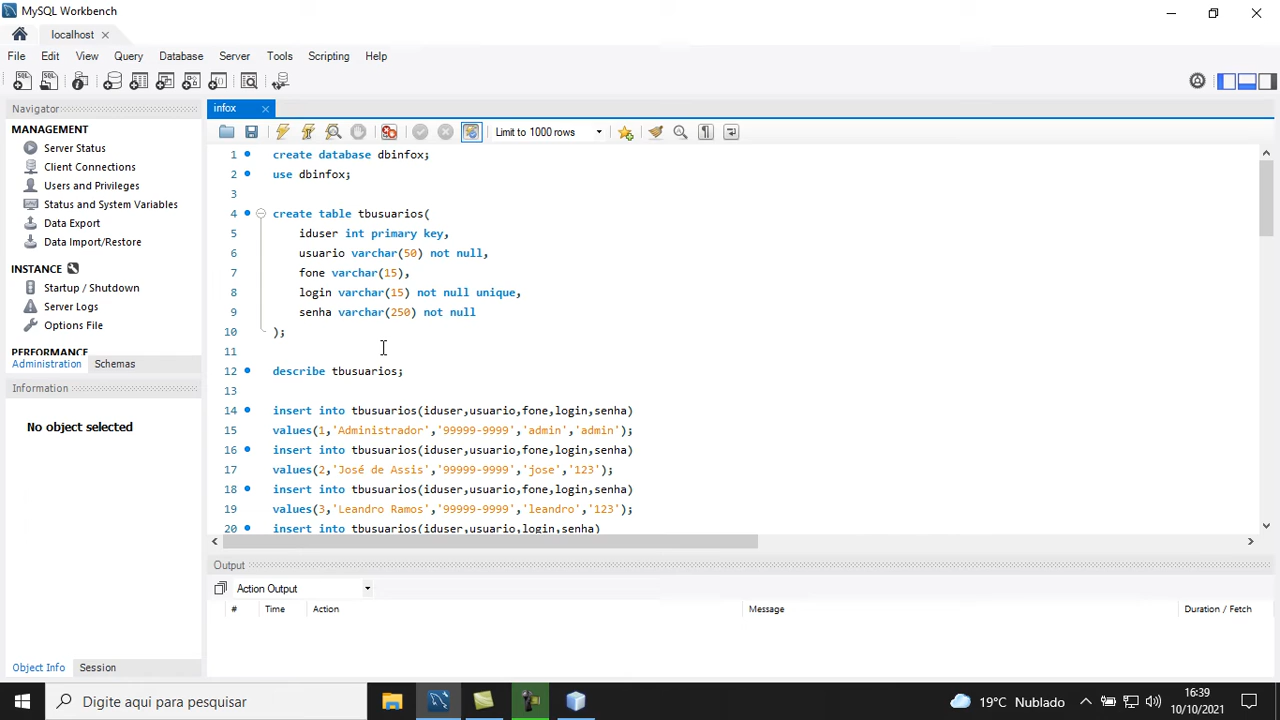 MySQL Workbench
localhost
File Edit View Query Database Server Tools Scripting Help
Navigator
MANAGEMENT
Server Status
Client Connections
Users and Privileges
Status and System Variables
Data Export
Data Import/Restore
INSTANCE
Startup / Shutdown
Server Logs
Options File
PERFORMANCE
Administration Schemas
Information
No object selected
Object Info Session
infox
Limit to 1000 rows
1 create database dbinfox;
2 use dbinfox;
3
4 create table tbusuarios(
5 iduser int primary key,
6 usuario varchar(50) not null,
7 fone varchar(15),
8 login varchar(15) not null unique,
9 senha varchar(250) not null
10 );
11
12 describe tbusuarios;
13
14 insert into tbusuarios(iduser,usuario,fone,login,senha)
15 values(1,'Administrador','99999-9999','admin','admin');
16 insert into tbusuarios(iduser,usuario,fone,login,senha)
17 values(2,'José de Assis','99999-9999','jose','123');
18 insert into tbusuarios(iduser,usuario,fone,login,senha)
19 values(3,'Leandro Ramos','99999-9999','leandro','123');
20 insert into tbusuarios(iduser,usuario,login,senha)
Output
Action Output
# Time Action Message Duration / Fetch
Digite aqui para pesquisar
19°C Nublado
16:39
10/10/2021